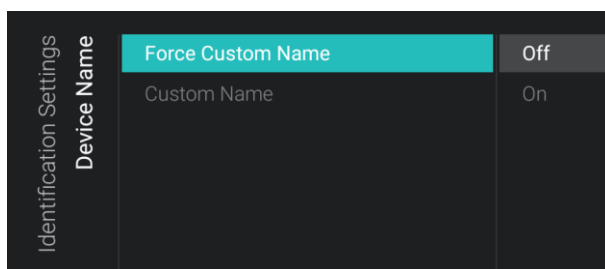 Identification Settings
Device Name
Force Custom Name
Off
Custom Name
On